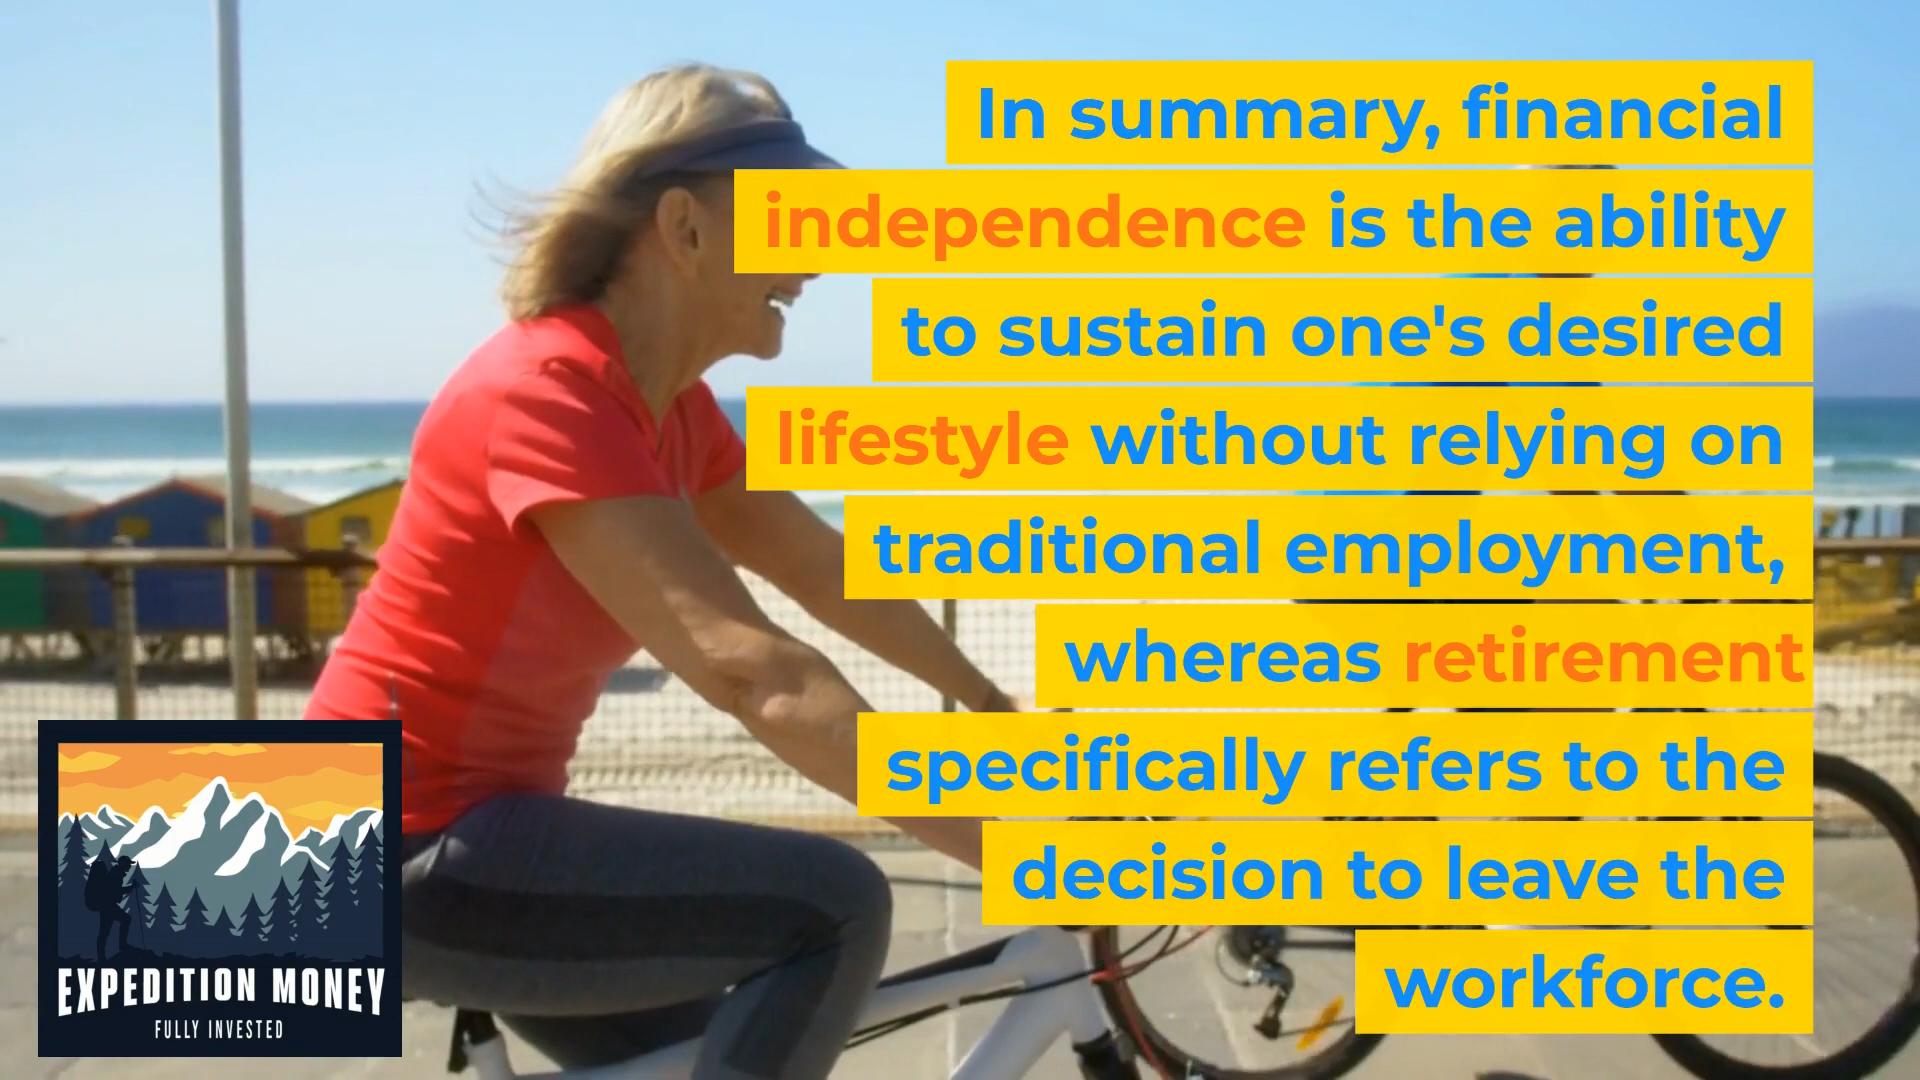 In summary, financial
independence is the ability
to sustain one's desired
lifestyle without relying on
traditional employment,
whereas retirement
specifically refers to the
decision to leave the
workforce.
EXPEDITION MONEY
FULLY INVESTED